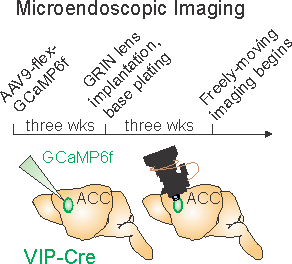 Microendoscopic Imaging
AAV9-flex-
GCaMP6f
GRIN lens
implantation,
base plating
Freely-moving
imaging begins
three wks
three wks
GCaMP6f
ACC
ACC
VIP-Cre